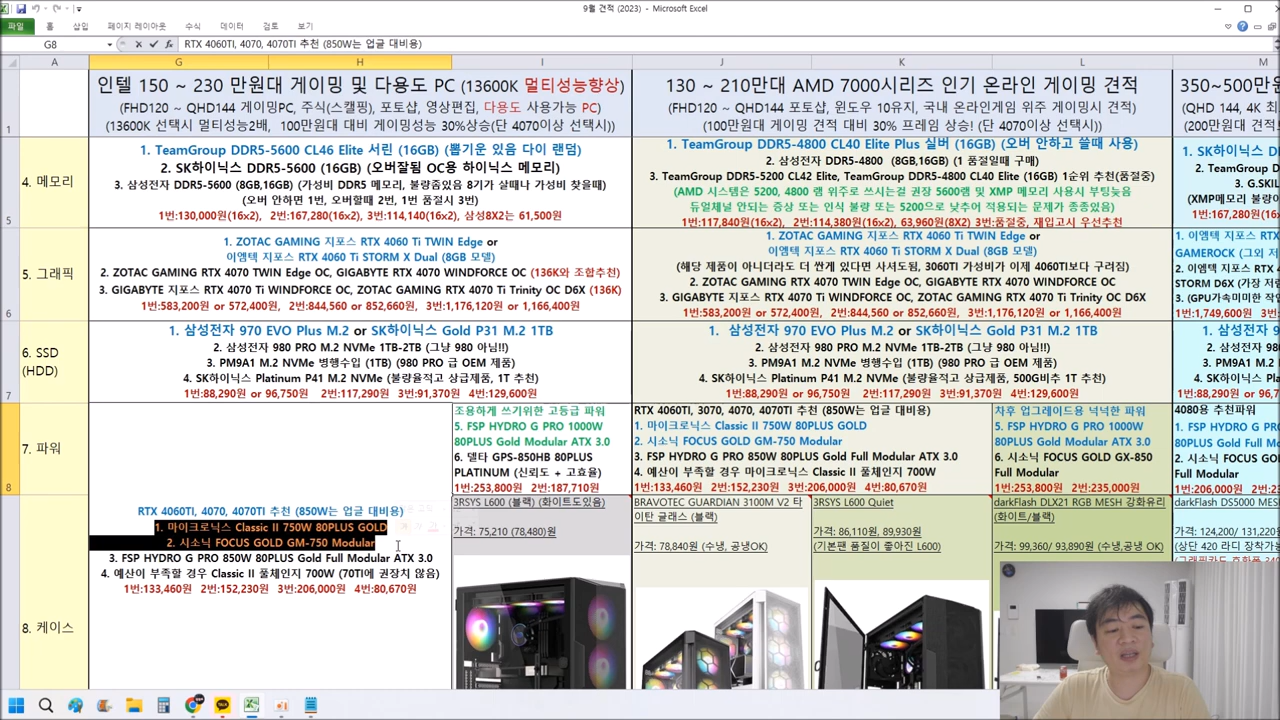 9월 견적 (2023) - Microsoft Excel
파일 홈 삽입 페이지 레이아웃 수식 데이터 검토 보기
G8 RTX 4060TI, 4070, 4070TI 추천 (850W는 업글 대비용)
A G H I J K L M
1
인텔 150 ~ 230 만원대 게이밍 및 다용도 PC (13600K 멀티성능향상)
(FHD120 ~ QHD144 게이밍PC, 주식(스캘핑), 포토샵, 영상편집, 다용도 사용가능 PC)
(13600K 선택시 멀티성능2배, 100만원대 대비 게이밍성능 30%상승(단 4070이상 선택시))
130 ~ 210만대 AMD 7000시리즈 인기 온라인 게이밍 견적
(FHD120 ~ QHD144 포토샵, 윈도우 10유지, 국내 온라인게임 위주 게이밍시 견적)
(100만원대 게이밍 견적 대비 30% 프레임 상승! (단 4070이상 선택시))
350~500만원
(QHD 144, 4K 최
(200만원대 견적
4. 메모리
5
1. TeamGroup DDR5-5600 CL46 Elite 서린 (16GB) (뽑기운 있음 다이 랜덤)
2. SK하이닉스 DDR5-5600 (16GB) (오버잘됨 OC용 하이닉스 메모리)
3. 삼성전자 DDR5-5600 (8GB,16GB) (가성비 DDR5 메모리, 불량좀있음 8기가 살때나 가성비 찾을때)
(오버 안하면 1번, 오버할때 2번, 1번 품절시 3번)
1번:130,000원(16x2), 2번:167,280(16x2), 3번:114,140(16x2), 삼성8X2는 61,500원
1. TeamGroup DDR5-4800 CL40 Elite Plus 실버 (16GB) (오버 안하고 쓸때 사용)
2. 삼성전자 DDR5-4800 (8GB,16GB) (1 품절일때 구매)
3. TeamGroup DDR5-5200 CL42 Elite, TeamGroup DDR5-4800 CL40 Elite (16GB) 1순위 추천(품절중)
(AMD 시스템은 5200, 4800 램 위주로 쓰시는걸 권장 5600램 및 XMP 메모리 사용시 부팅늦음
듀얼체널 안되는 증상 또는 인식 불량 또는 5200으로 낮추어 적용되는 문제가 종종있음)
1번:117,840원(16x2), 2번:114,380원(16x2), 63,960원(8X2) 3번:품절중, 재입고시 우선추천
1. SK하이
2. TeamG
3. G.SKIL
(XMP메모리 불량이
1번:167,280원 (16x
5. 그래픽
6
1. ZOTAC GAMING 지포스 RTX 4060 Ti TWIN Edge or
이엠텍 지포스 RTX 4060 Ti STORM X Dual (8GB 모델)
2. ZOTAC GAMING RTX 4070 TWIN Edge OC, GIGABYTE RTX 4070 WINDFORCE OC (136K와 조합추천)
3. GIGABYTE 지포스 RTX 4070 Ti WINDFORCE OC, ZOTAC GAMING RTX 4070 Ti Trinity OC D6X (136K)
1번:583,200원 or 572,400원, 2번:844,560 or 852,660원, 3번:1,176,120원 or 1,166,400원
1. ZOTAC GAMING 지포스 RTX 4060 Ti TWIN Edge or
이엠텍 지포스 RTX 4060 Ti STORM X Dual (8GB 모델)
(해당 제품이 아니더라도 더 싼게 있다면 사셔도됨, 3060TI 가성비가 이제 4060TI보다 구려짐)
2. ZOTAC GAMING RTX 4070 TWIN Edge OC, GIGABYTE RTX 4070 WINDFORCE OC
3. GIGABYTE 지포스 RTX 4070 Ti WINDFORCE OC, ZOTAC GAMING RTX 4070 Ti Trinity OC D6X
1번:583,200원 or 572,400원, 2번:844,560 or 852,660원, 3번:1,176,120원 or 1,166,400원
1. 이엠텍 지포스 RTX
GAMEROCK (그외 저
2. 이엠텍 지포스 RTX
STORM D6X (가장 저렴
3. (GPU가속미미한 작업
1번:1,749,600원 3번:
6. SSD
(HDD)
7
1. 삼성전자 970 EVO Plus M.2 or SK하이닉스 Gold P31 M.2 1TB
2. 삼성전자 980 PRO M.2 NVMe 1TB-2TB (그냥 980 아님!!)
3. PM9A1 M.2 NVMe 병행수입 (1TB) (980 PRO 급 OEM 제품)
4. SK하이닉스 Platinum P41 M.2 NVMe (불량율적고 상급제품, 1T 추천)
1번:88,290원 or 96,750원 2번:117,290원 3번:91,370원 4번:129,600원
1. 삼성전자 970 EVO Plus M.2 or SK하이닉스 Gold P31 M.2 1TB
2. 삼성전자 980 PRO M.2 NVMe 1TB-2TB (그냥 980 아님!!)
3. PM9A1 M.2 NVMe 병행수입 (1TB) (980 PRO 급 OEM 제품)
4. SK하이닉스 Platinum P41 M.2 NVMe (불량율적고 상급제품, 500G비추 1T 추천)
1번:88,290원 or 96,750원 2번:117,290원 3번:91,370원 4번:129,600원
1. 삼성전자 9
2. 삼성전자
3. PM9A1 M
4. SK하이닉스 Platin
1번:88,290원 or 9
7. 파워
8
조용하게 쓰기위한 고등급 파워
5. FSP HYDRO G PRO 1000W
80PLUS Gold Modular ATX 3.0
6. 델타 GPS-850HB 80PLUS
PLATINUM (신뢰도 + 고효율)
1번:253,800원 2번:187,710원
RTX 4060TI, 3070, 4070, 4070TI 추천 (850W는 업글 대비용)
1. 마이크로닉스 Classic II 750W 80PLUS GOLD
2. 시소닉 FOCUS GOLD GM-750 Modular
3. FSP HYDRO G PRO 850W 80PLUS Gold Full Modular ATX 3.0
4. 예산이 부족할 경우 마이크로닉스 Classic II 풀체인지 700W
1번:133,460원 2번:152,230원 3번:206,000원 4번:80,670원
차후 업그레이드용 넉넉한 파워
5. FSP HYDRO G PRO 1000W
80PLUS Gold Modular ATX 3.0
6. 시소닉 FOCUS GOLD GX-850
Full Modular
1번:253,800원 2번:235,000원
4080용 추천파워
1. FSP HYDRO G
Full Modular
2. 시소닉 FOCUS
Full Modular
1번:206,000원 2번:23
RTX 4060TI, 4070, 4070TI 추천 (850W는 업글 대비용)
1. 마이크로닉스 Classic II 750W 80PLUS GOLD
2. 시소닉 FOCUS GOLD GM-750 Modular
3. FSP HYDRO G PRO 850W 80PLUS Gold Full Modular ATX 3.0
4. 예산이 부족할 경우 Classic II 풀체인지 700W (70TI에 권장치 않음)
1번:133,460원 2번:152,230원 3번:206,000원 4번:80,670원
8. 케이스
3RSYS L600 (블랙) (화이트도있음)
가격: 75,210 (78,480)원
BRAVOTEC GUARDIAN 3100M V2 타
이탄 글래스 (블랙)
가격: 78,840원 (수냉, 공냉OK)
3RSYS L600 Quiet
가격: 86,110원, 89,930원
(기본팬 품질이 좋아진 L600)
darkFlash DLX21 RGB MESH 강화유리
(화이트/블랙)
가격: 99,360/ 93,890원 (수냉, 공냉OK)
darkFlash DS5000 MES
가격: 124,200/ 131,220
(상단 420 라디 장착가능